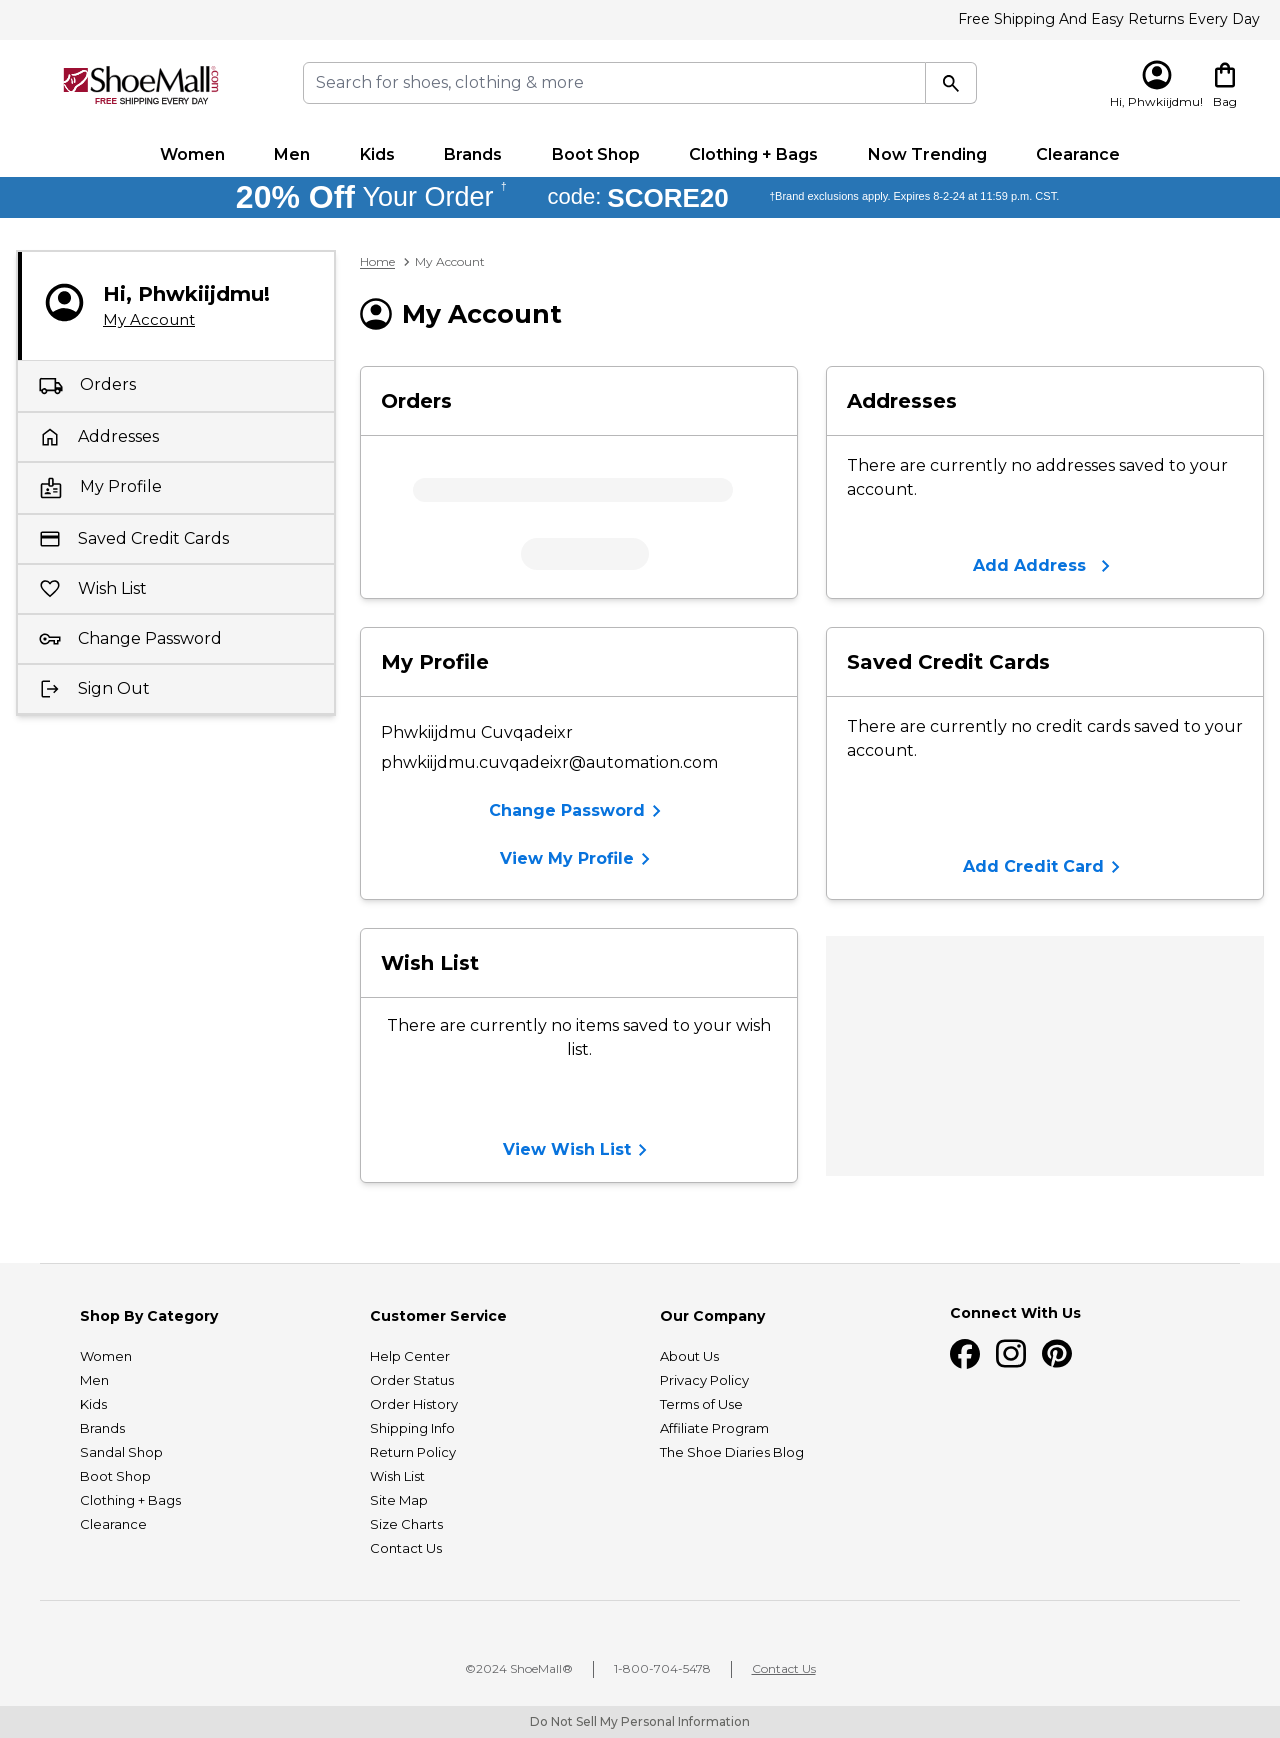 Free Shipping And Easy Returns Every Day
ShoeMall.com
FREE SHIPPING EVERY DAY
Search for shoes, clothing & more
Hi, Phwkiijdmu!
Bag
Women
Men
Kids
Brands
Boot Shop
Clothing + Bags
Now Trending
Clearance
20% Off Your Order † code: SCORE20 †Brand exclusions apply. Expires 8-2-24 at 11:59 p.m. CST.
Hi, Phwkiijdmu!
My Account
Orders
Addresses
My Profile
Saved Credit Cards
Wish List
Change Password
Sign Out
Home > My Account
My Account
Orders
Addresses
There are currently no addresses saved to your
account.
Add Address
My Profile
Phwkiijdmu Cuvqadeixr
phwkiijdmu.cuvqadeixr@automation.com
Change Password
View My Profile
Saved Credit Cards
There are currently no credit cards saved to your
account.
Add Credit Card
Wish List
There are currently no items saved to your wish
list.
View Wish List
Shop By Category
Women
Men
Kids
Brands
Sandal Shop
Boot Shop
Clothing + Bags
Clearance
Customer Service
Help Center
Order Status
Order History
Shipping Info
Return Policy
Wish List
Site Map
Size Charts
Contact Us
Our Company
About Us
Privacy Policy
Terms of Use
Affiliate Program
The Shoe Diaries Blog
Connect With Us
©2024 ShoeMall®
1-800-704-5478
Contact Us
Do Not Sell My Personal Information